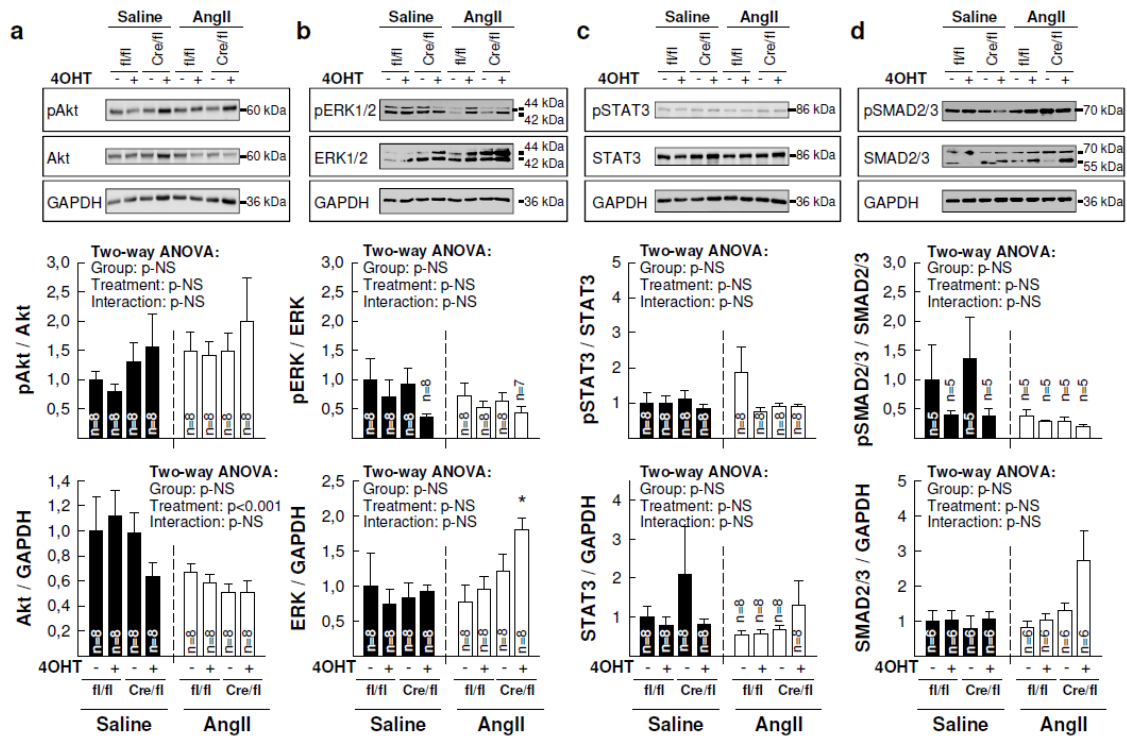 a
Saline AngII
fl/fl Cre/fl fl/fl Cre/fl
4OHT - + - + - + - +
pAkt 60 kDa
Akt 60 kDa
GAPDH 36 kDa
Two-way ANOVA:
Group: p-NS
Treatment: p-NS
Interaction: p-NS
pAkt / Akt
3,0
2,5
2,0
1,5
1,0
0,5
n=8 n=8 n=8 n=8 n=8 n=8 n=8 n=8
Two-way ANOVA:
Group: p-NS
Treatment: p<0.001
Interaction: p-NS
Akt / GAPDH
1,4
1,2
1,0
0,8
0,6
0,4
0,2
n=8 n=8 n=8 n=8 n=8 n=8 n=8 n=8
4OHT - + - + - + - +
fl/fl Cre/fl fl/fl Cre/fl
Saline AngII
b
Saline AngII
fl/fl Cre/fl fl/fl Cre/fl
4OHT - + - + - + - +
pERK1/2 44 kDa
42 kDa
ERK1/2 44 kDa
42 kDa
GAPDH 36 kDa
Two-way ANOVA:
Group: p-NS
Treatment: p-NS
Interaction: p-NS
pERK / ERK
3,0
2,5
2,0
1,5
1,0
0,5
n=8 n=8 n=8 n=8 n=8 n=8 n=8 n=7
Two-way ANOVA:
Group: p-NS
Treatment: p-NS
Interaction: p-NS
*
ERK / GAPDH
2,5
2,0
1,5
1,0
0,5
n=8 n=8 n=8 n=8 n=8 n=8 n=8 n=8
4OHT - + - + - + - +
fl/fl Cre/fl fl/fl Cre/fl
Saline AngII
c
Saline AngII
fl/fl Cre/fl fl/fl Cre/fl
4OHT - + - + - + - +
pSTAT3 86 kDa
STAT3 86 kDa
GAPDH 36 kDa
Two-way ANOVA:
Group: p-NS
Treatment: p-NS
Interaction: p-NS
pSTAT3 / STAT3
5
4
3
2
1
n=8 n=8 n=8 n=8 n=8 n=8 n=8 n=8
Two-way ANOVA:
Group: p-NS
Treatment: p-NS
Interaction: p-NS
STAT3 / GAPDH
4
3
2
1
n=8 n=8 n=8 n=8 n=8 n=8 n=8 n=8
4OHT - + - + - + - +
fl/fl Cre/fl fl/fl Cre/fl
Saline AngII
d
Saline AngII
fl/fl Cre/fl fl/fl Cre/fl
4OHT - + - + - + - +
pSMAD2/3 70 kDa
SMAD2/3 70 kDa
55 kDa
GAPDH 36 kDa
Two-way ANOVA:
Group: p-NS
Treatment: p-NS
Interaction: p-NS
pSMAD2/3 / SMAD2/3
3,0
2,5
2,0
1,5
1,0
0,5
n=5 n=5 n=5 n=5 n=5 n=5 n=5 n=5
Two-way ANOVA:
Group: p-NS
Treatment: p-NS
Interaction: p-NS
SMAD2/3 / GAPDH
5
4
3
2
1
n=6 n=6 n=6 n=6 n=6 n=6 n=6 n=6
4OHT - + - + - + - +
fl/fl Cre/fl fl/fl Cre/fl
Saline AngII